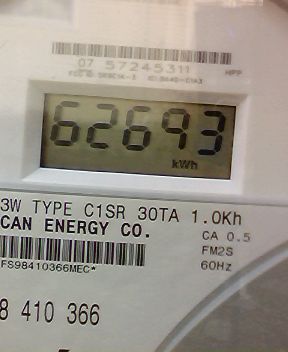 07 57245311 HPP
62693
kWh
3W TYPE C1SR 30TA 1.0Kh
CAN ENERGY CO. CA 0.5
FM2S
FS98410366MEC* 60Hz
8 410 366